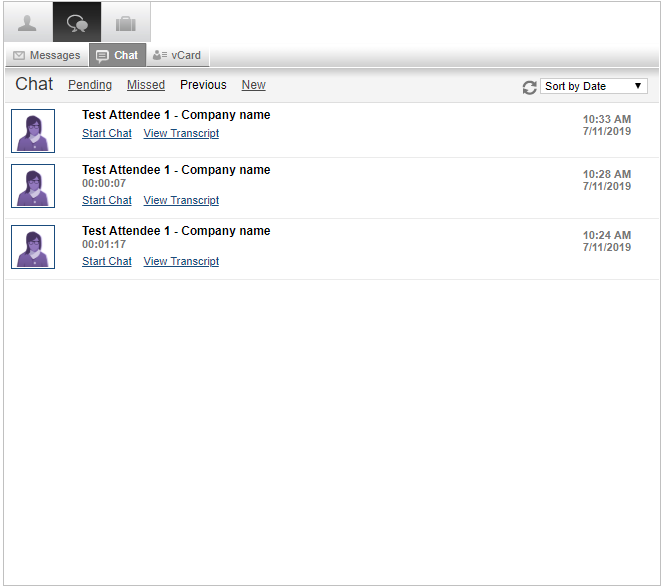 Messages Chat vCard
Chat Pending Missed Previous New Sort by Date
Test Attendee 1 - Company name
10:33 AM
Start Chat View Transcript
7/11/2019
Test Attendee 1 - Company name
10:28 AM
00:00:07
7/11/2019
Start Chat View Transcript
Test Attendee 1 - Company name
10:24 AM
00:01:17
7/11/2019
Start Chat View Transcript